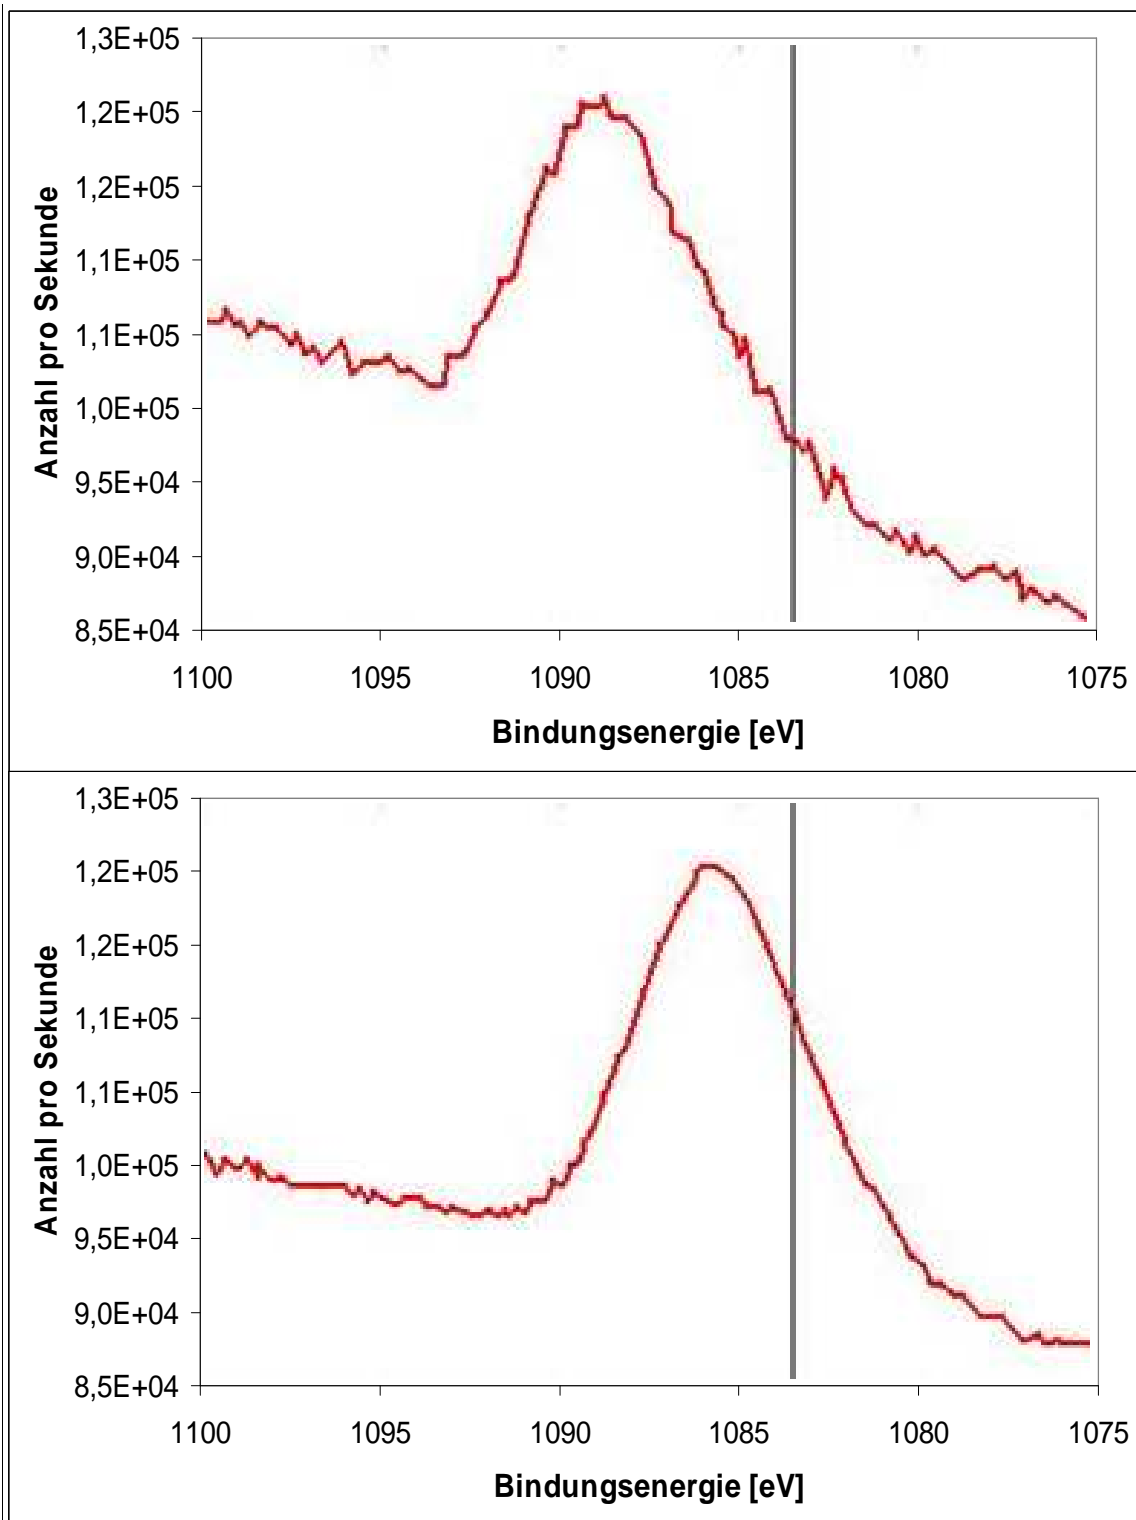 1,3E+05
1,2E+05
1,2E+05
1,1E+05
1,1E+05
1,0E+05
9,5E+04
9,0E+04
8,5E+04
Anzahl pro Sekunde
1100 1095 1090 1085 1080 1075
Bindungsenergie [eV]
1,3E+05
1,2E+05
1,2E+05
1,1E+05
1,1E+05
1,0E+05
9,5E+04
9,0E+04
8,5E+04
Anzahl pro Sekunde
1100 1095 1090 1085 1080 1075
Bindungsenergie [eV]